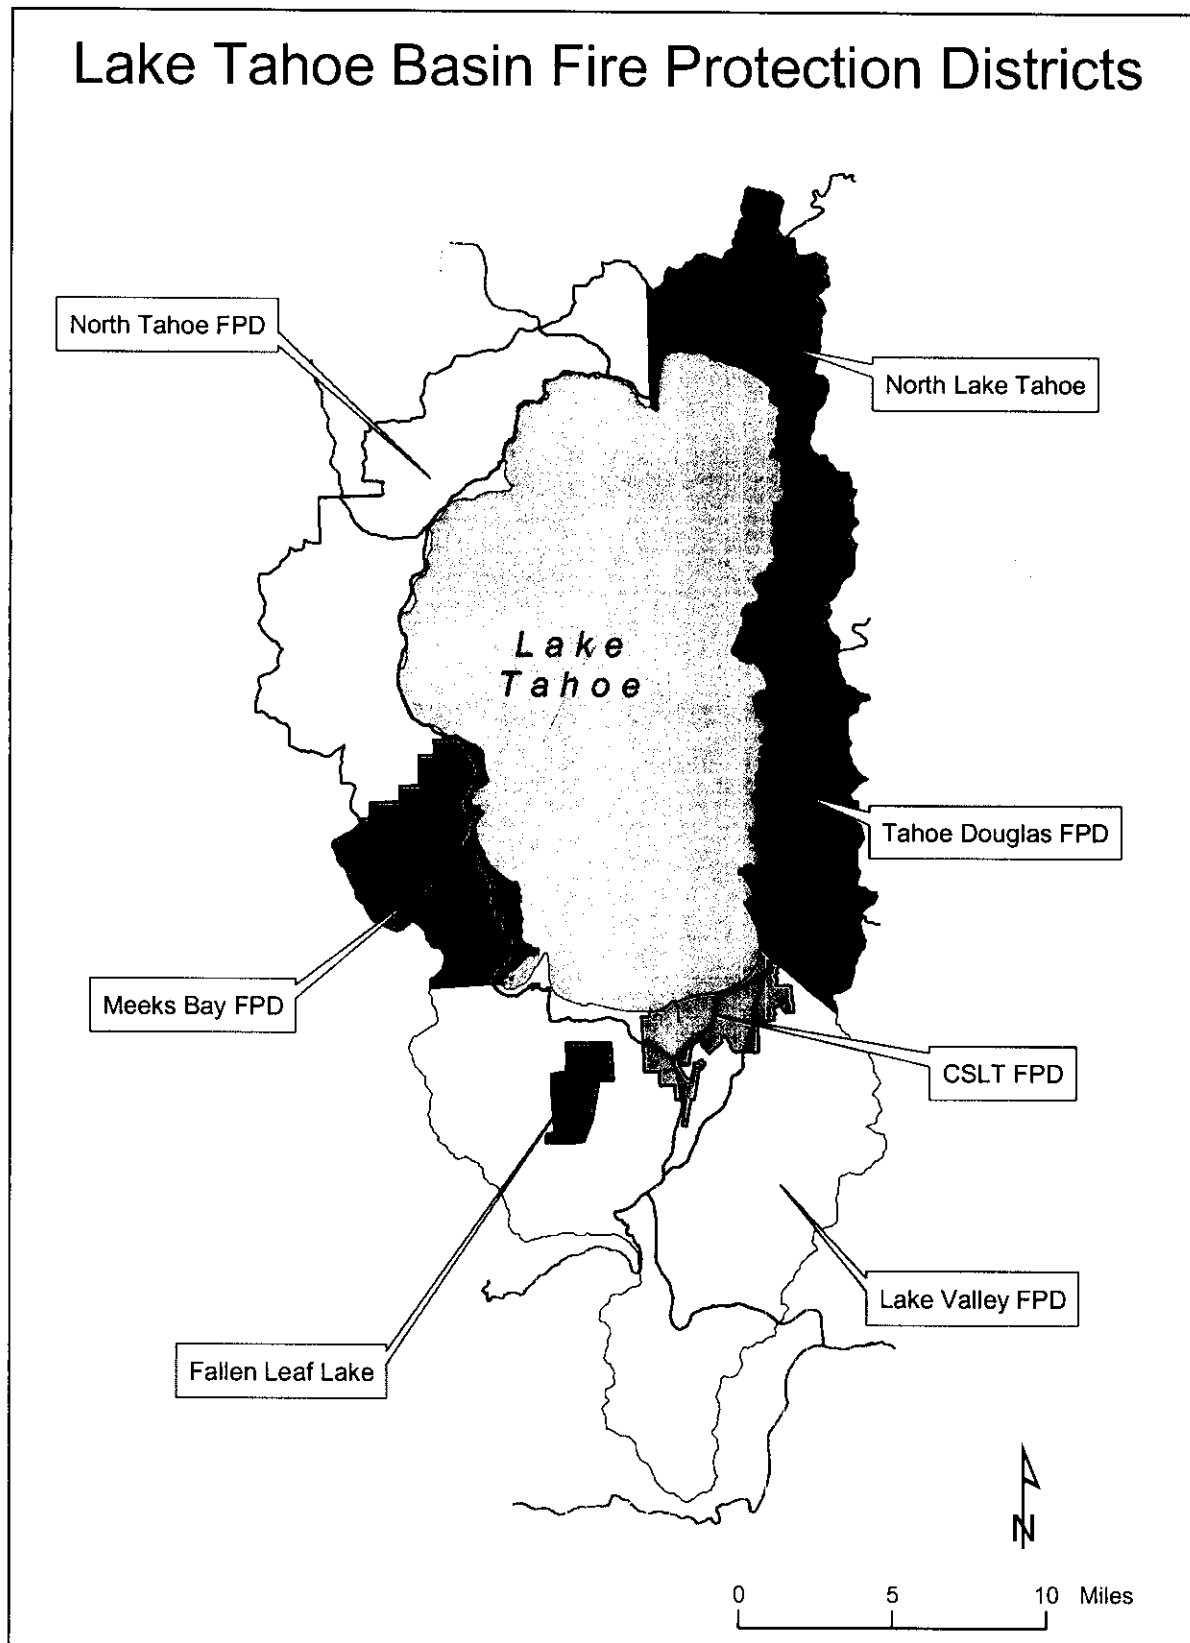 Lake Tahoe Basin Fire Protection Districts
North Tahoe FPD
North Lake Tahoe
Lake
Tahoe
Tahoe Douglas FPD
Meeks Bay FPD
CSLT FPD
Lake Valley FPD
Fallen Leaf Lake
N
0 5 10 Miles